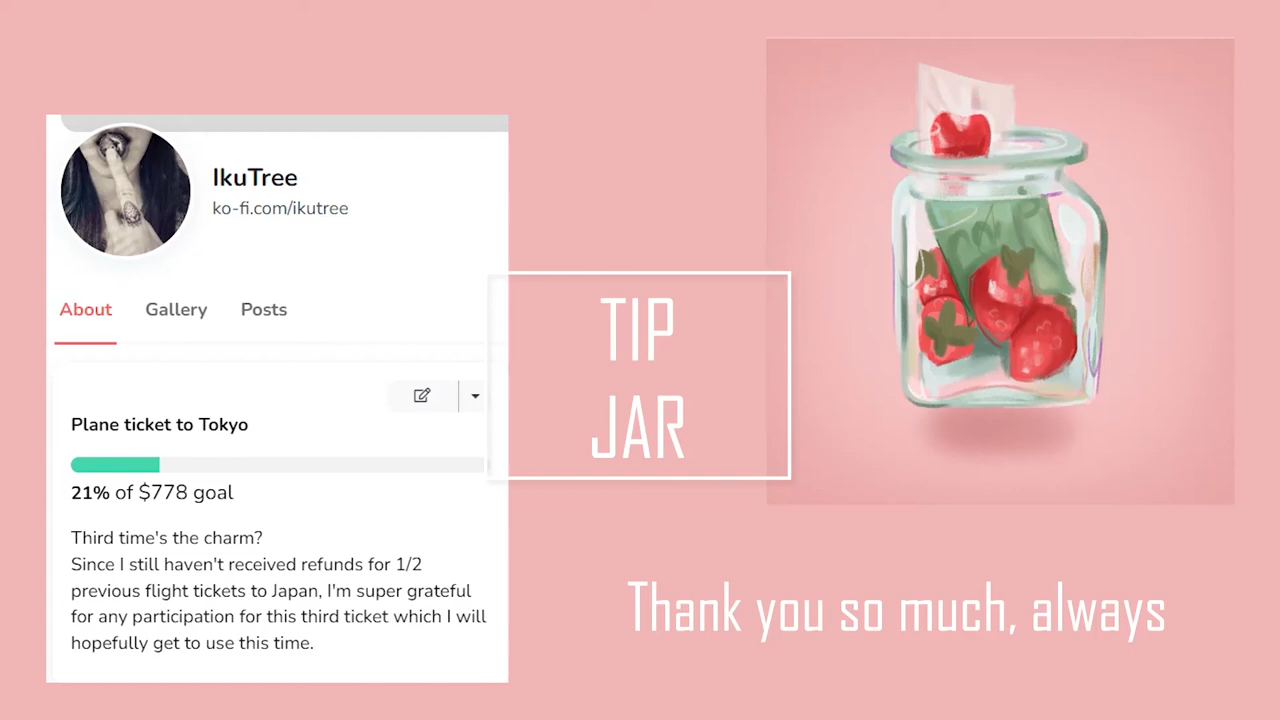 IkuTree
ko-fi.com/ikutree
About Gallery Posts
Plane ticket to Tokyo
21% of $778 goal
Third time's the charm?
Since I still haven't received refunds for 1/2
previous flight tickets to Japan, I'm super grateful
for any participation for this third ticket which I will
hopefully get to use this time.
TIP
JAR
Thank you so much, always